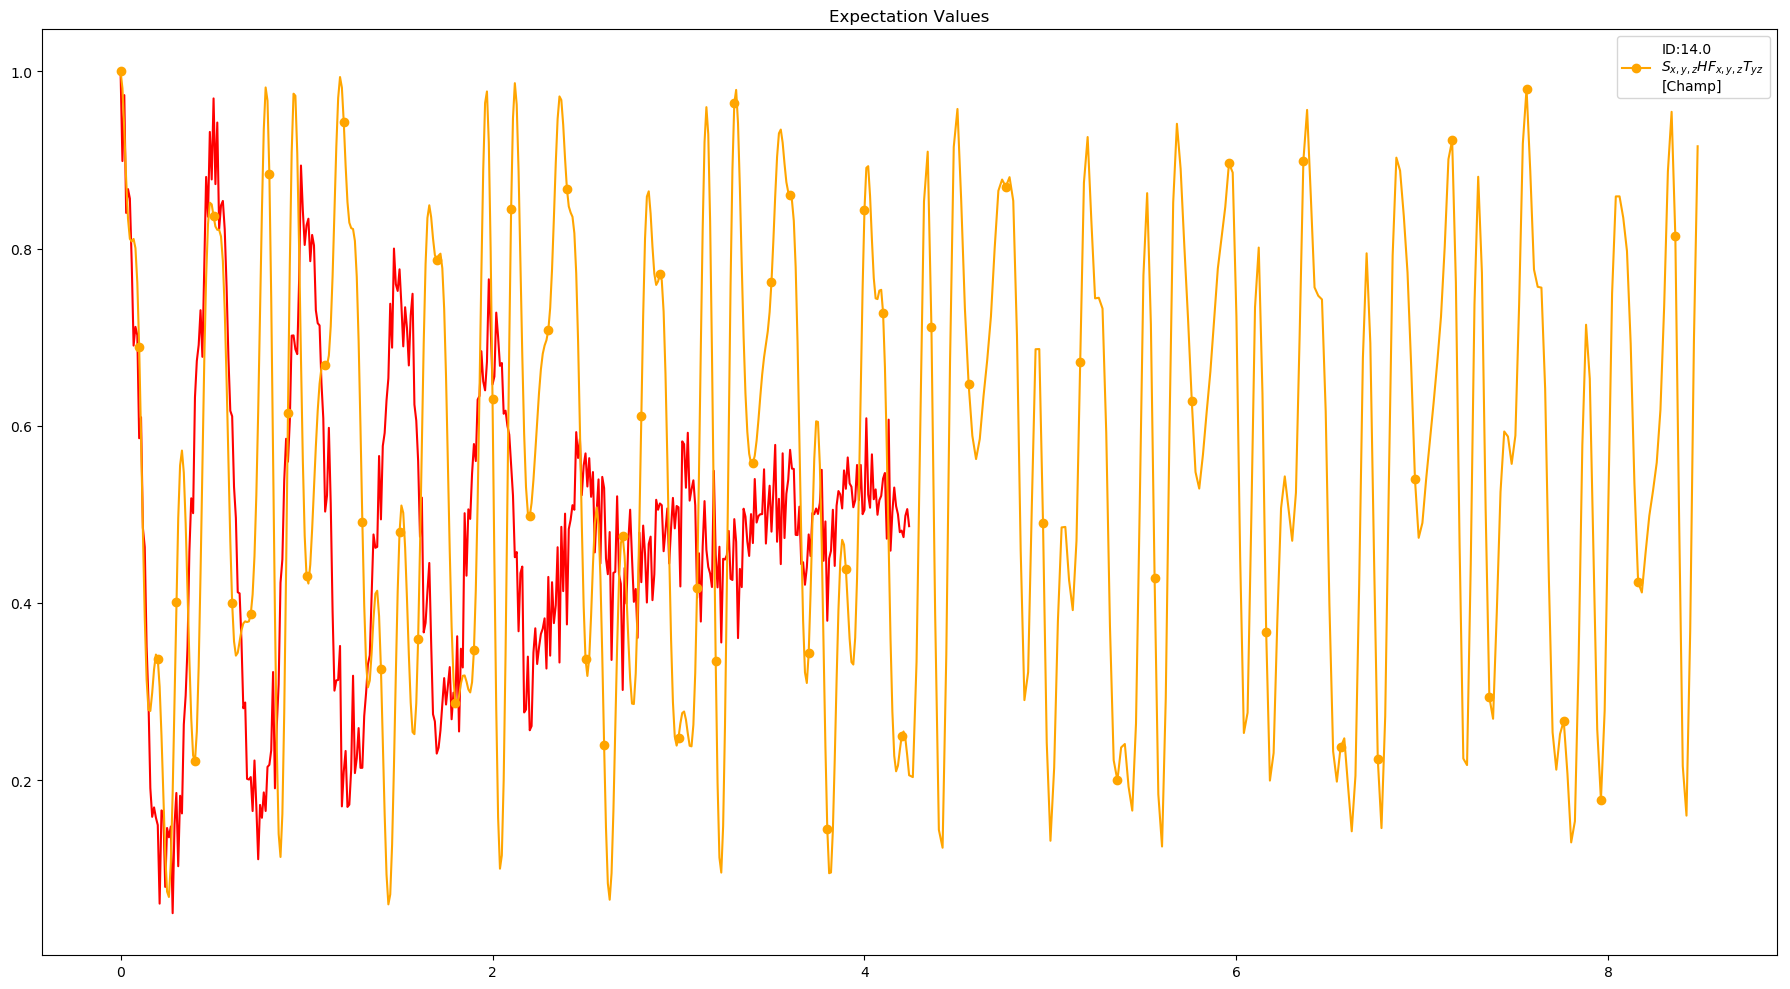 Expectation Values
ID:14.0
S_{x,y,z}HF_{x,y,z}T_{yz}
[Champ]
1.0
0.8
0.6
0.4
0.2
0 2 4 6 8